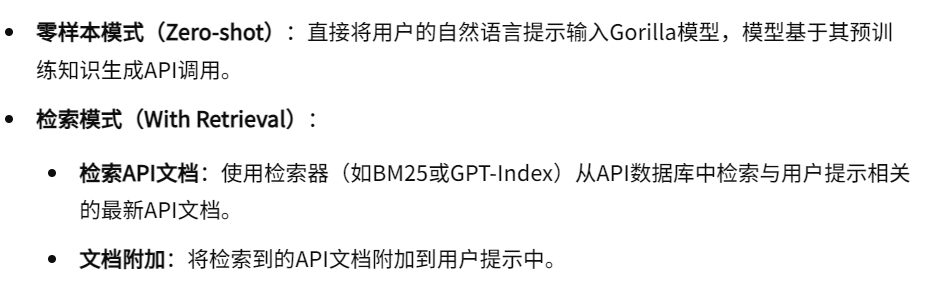 • 零样本模式（Zero-shot）：直接将用户的自然语言提示输入Gorilla模型，模型基于其预训
练知识生成API调用。
• 检索模式（With Retrieval）：
• 检索API文档：使用检索器（如BM25或GPT-Index）从API数据库中检索与用户提示相关
的最新API文档。
• 文档附加：将检索到的API文档附加到用户提示中。